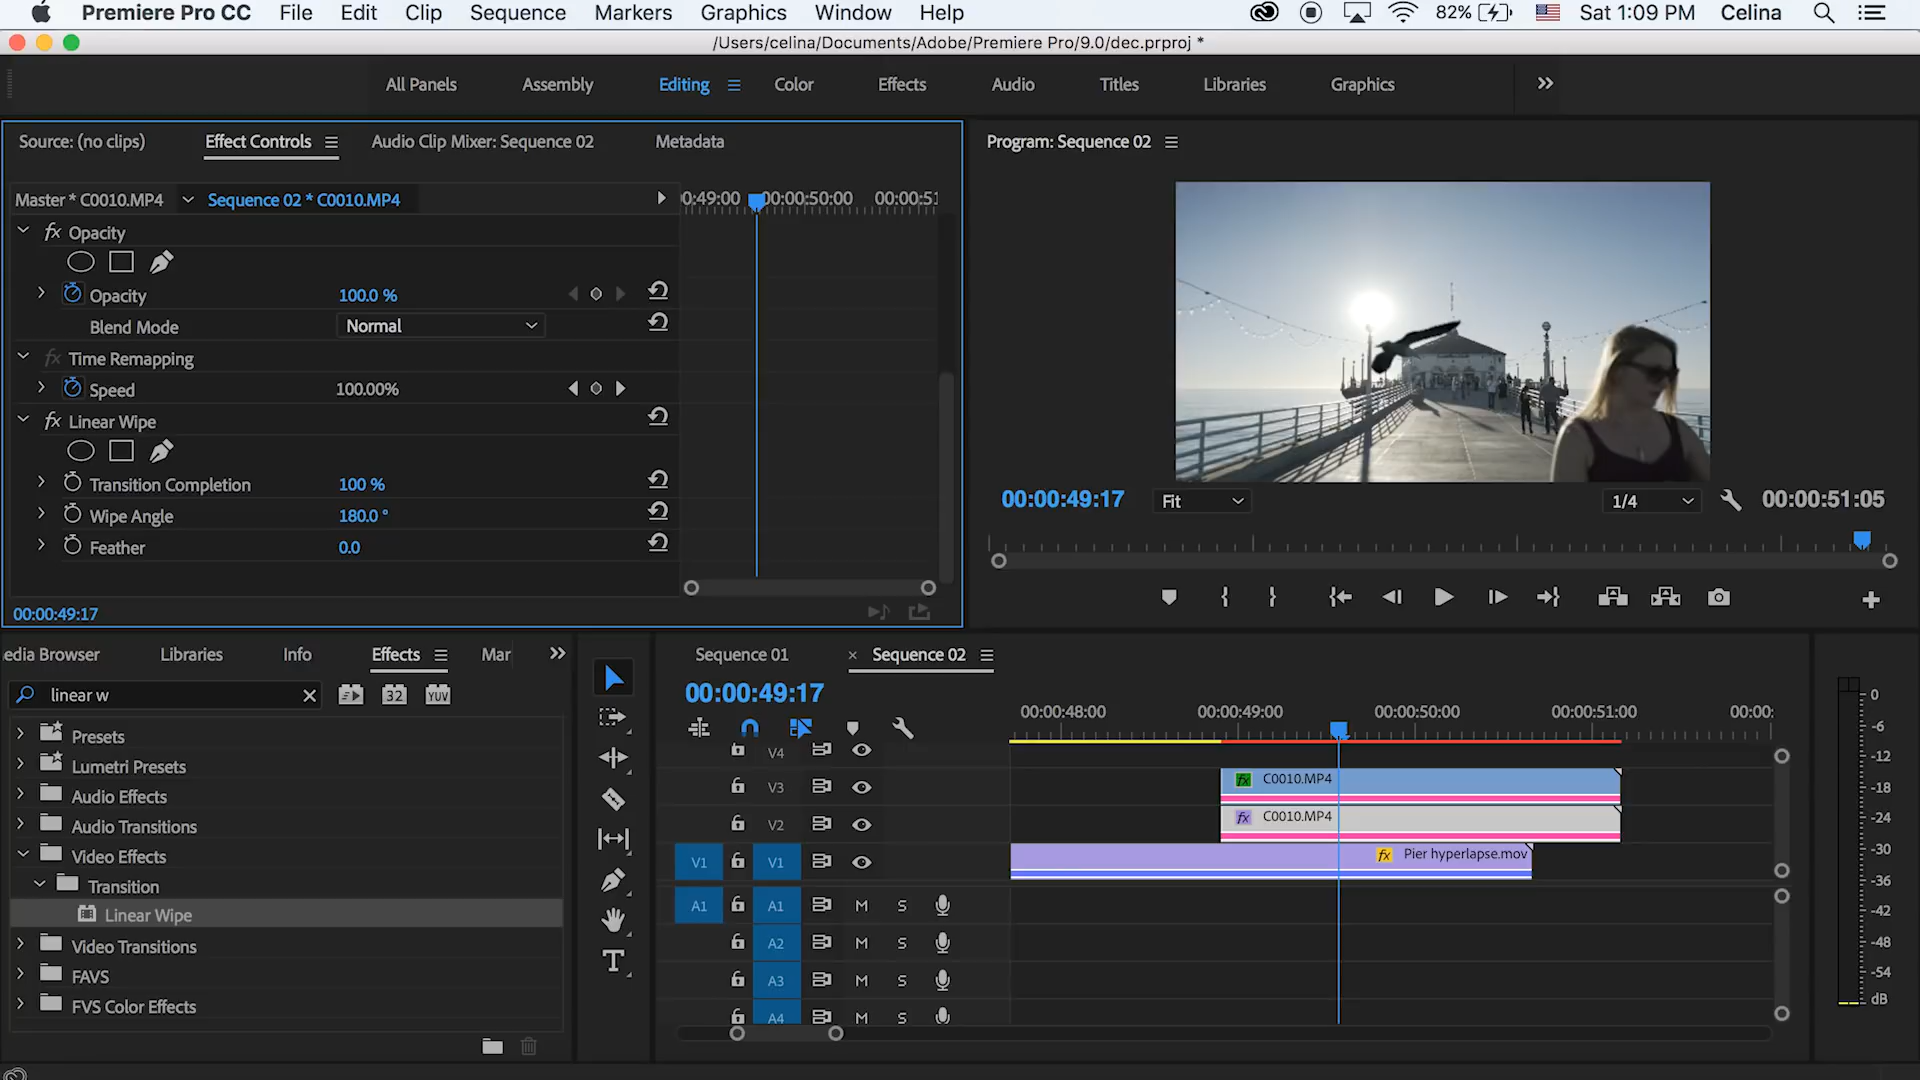 Premiere Pro CC File Edit Clip Sequence Markers Graphics Window Help 82% Sat 1:09 PM Celina
/Users/celina/Documents/Adobe/Premiere Pro/9.0/dec.prproj *
All Panels Assembly Editing Color Effects Audio Titles Libraries Graphics
Source: (no clips) Effect Controls Audio Clip Mixer: Sequence 02 Metadata
Master * C0010.MP4 Sequence 02 * C0010.MP4
0:49:00 00:00:50:00 00:00:51
fx Opacity
Opacity 100.0 %
Blend Mode Normal
fx Time Remapping
Speed 100.00%
fx Linear Wipe
Transition Completion 100 %
Wipe Angle 180.0 °
Feather 0.0
00:00:49:17
Program: Sequence 02
00:00:49:17 Fit 1/4 00:00:51:05
edia Browser Libraries Info Effects Mar
linear w
32 YUV
Presets
Lumetri Presets
Audio Effects
Audio Transitions
Video Effects
Transition
Linear Wipe
Video Transitions
FAVS
FVS Color Effects
T
Sequence 01 × Sequence 02
00:00:49:17
00:00:48:00 00:00:49:00 00:00:50:00 00:00:51:00 00:00:
V4
V3 fx C0010.MP4
V2 fx C0010.MP4
V1 V1 fx Pier hyperlapse.mov
A1 A1 M S
A2 M S
A3 M S
A4 M S
0
-6
-12
-18
-24
-30
-36
-42
-48
-54
dB